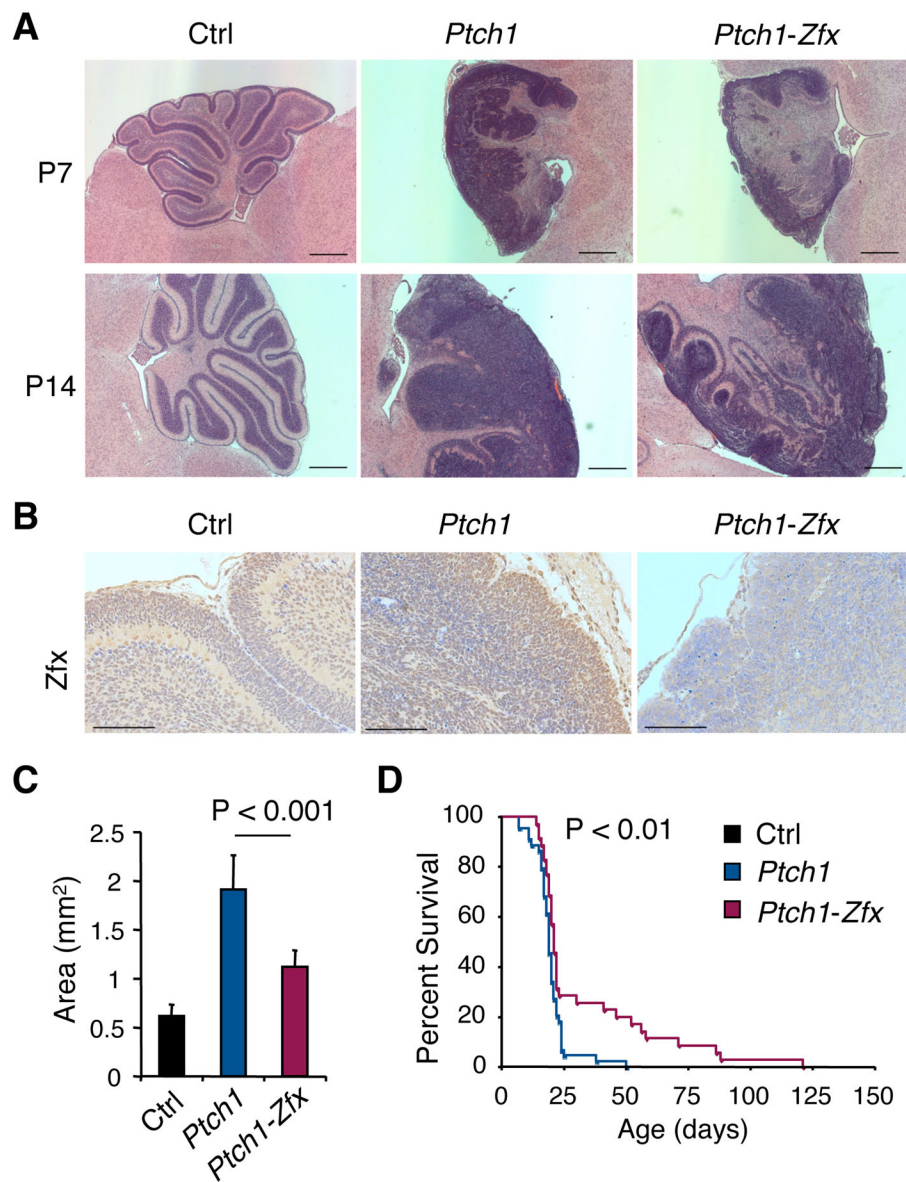 A
Ctrl Ptch1 Ptch1-Zfx
P7
P14
B
Ctrl Ptch1 Ptch1-Zfx
Zfx
C
P < 0.001
Area (mm²)
2.5
2
1.5
1
0.5
0
Ctrl
Ptch1
Ptch1-Zfx
D
P < 0.01
Percent Survival
100
80
60
40
20
0
0 25 50 75 100 125 150
Age (days)
Ctrl
Ptch1
Ptch1-Zfx